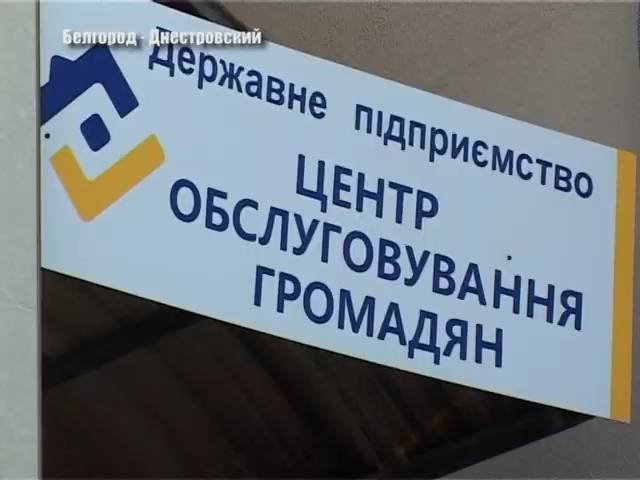 Белгород - Днестровский
Державне підприємство
ЦЕНТР
ОБСЛУГОВУВАННЯ
ГРОМАДЯН